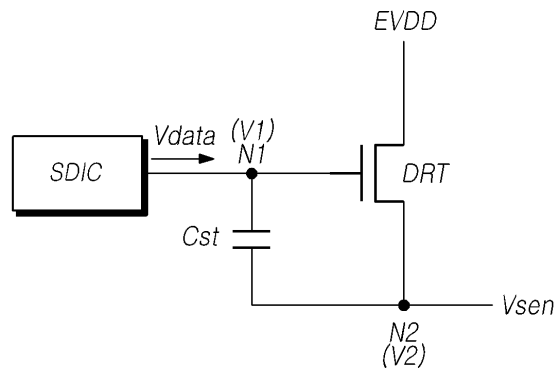 EVDD
Vdata
(V1)
N1
SDIC
DRT
Cst
Vsen
N2
(V2)